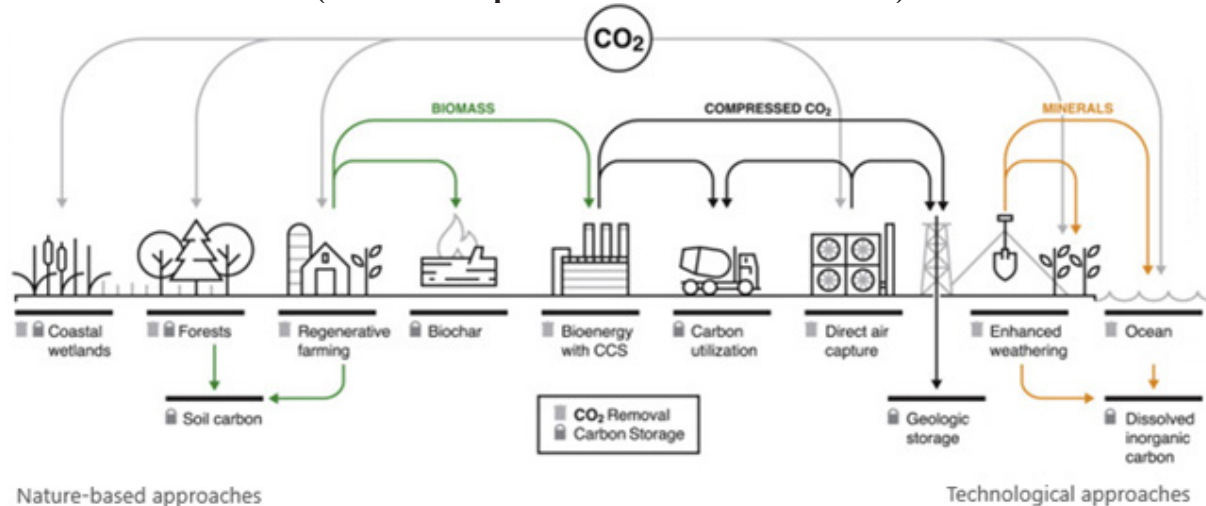 CO₂
BIOMASS
COMPRESSED CO₂
MINERALS
Coastal
wetlands
Forests
Regenerative
farming
Biochar
Bioenergy
with CCS
Carbon
utilization
Direct air
capture
Enhanced
weathering
Ocean
Soil carbon
CO₂ Removal
Carbon Storage
Geologic
storage
Dissolved
inorganic
carbon
Nature-based approaches
Technological approaches